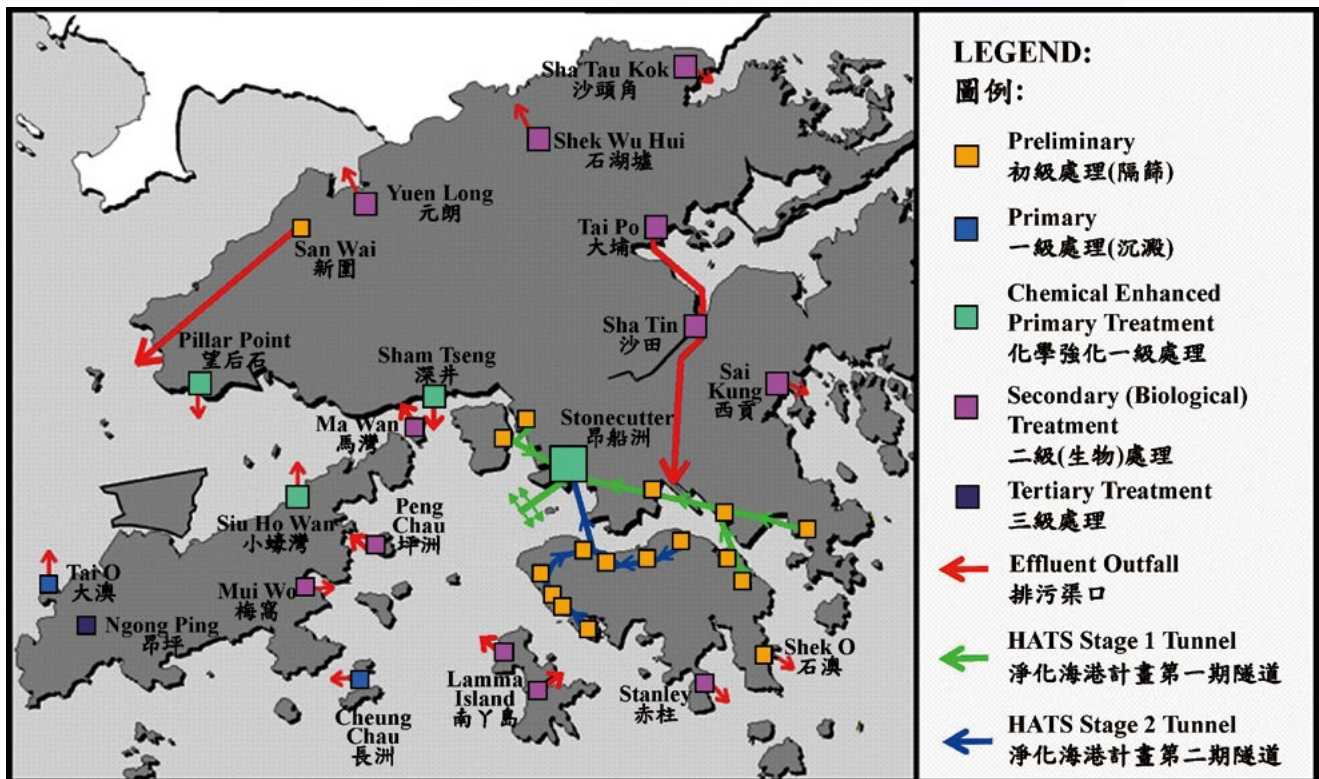 Sha Tau Kok
沙頭角
Shek Wu Hui
石湖墟
Yuen Long
元朗
San Wai
新圍
Tai Po
大埔
Sha Tin
沙田
Sai
Kung
西貢
Pillar Point
望后石
Sham Tseng
深井
Ma Wan
馬灣
Stonecutter
昂船洲
Siu Ho Wan
小蠔灣
Peng
Chau
坪洲
Tai O
大澳
Mui Wo
梅窩
Ngong Ping
昂坪
Cheung
Chau
長洲
Lamma
Island
南丫島
Stanley
赤柱
Shek O
石澳
LEGEND:
圖例:
Preliminary
初級處理(隔篩)
Primary
一級處理(沉澱)
Chemical Enhanced
Primary Treatment
化學強化一級處理
Secondary (Biological)
Treatment
二級(生物)處理
Tertiary Treatment
三級處理
Effluent Outfall
排污渠口
HATS Stage 1 Tunnel
淨化海港計畫第一期隧道
HATS Stage 2 Tunnel
淨化海港計畫第二期隧道